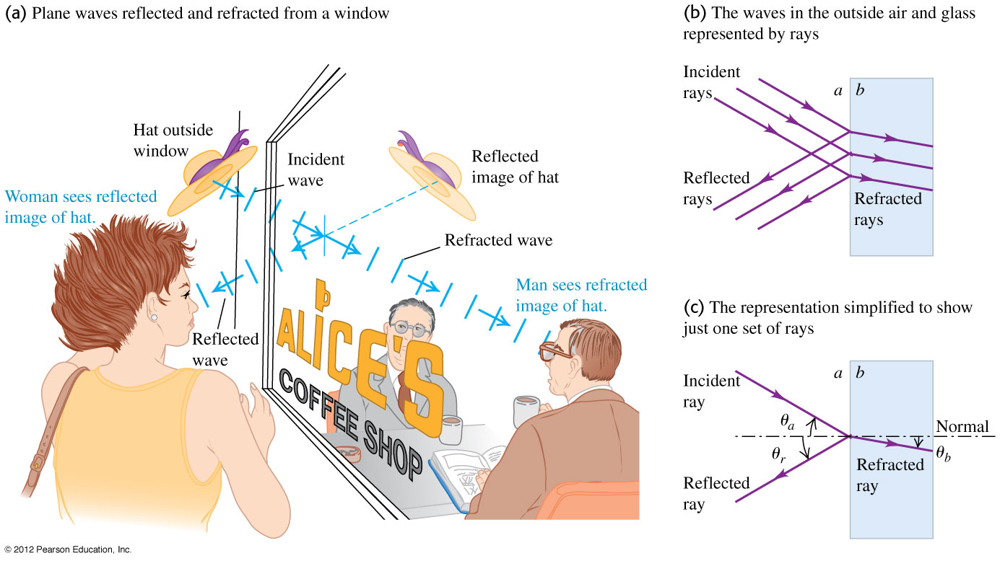 (a) Plane waves reflected and refracted from a window
Hat outside
window
Incident
wave
Reflected
image of hat
Woman sees reflected
image of hat.
Refracted wave
Man sees refracted
image of hat.
Reflected
wave
ALICE'S
COFFEE SHOP
(b) The waves in the outside air and glass
represented by rays
Incident
rays
a b
Reflected
rays
Refracted
rays
(c) The representation simplified to show
just one set of rays
Incident
ray
a b
θa
Normal
θr
θb
Reflected
ray
Refracted
ray
© 2012 Pearson Education, Inc.